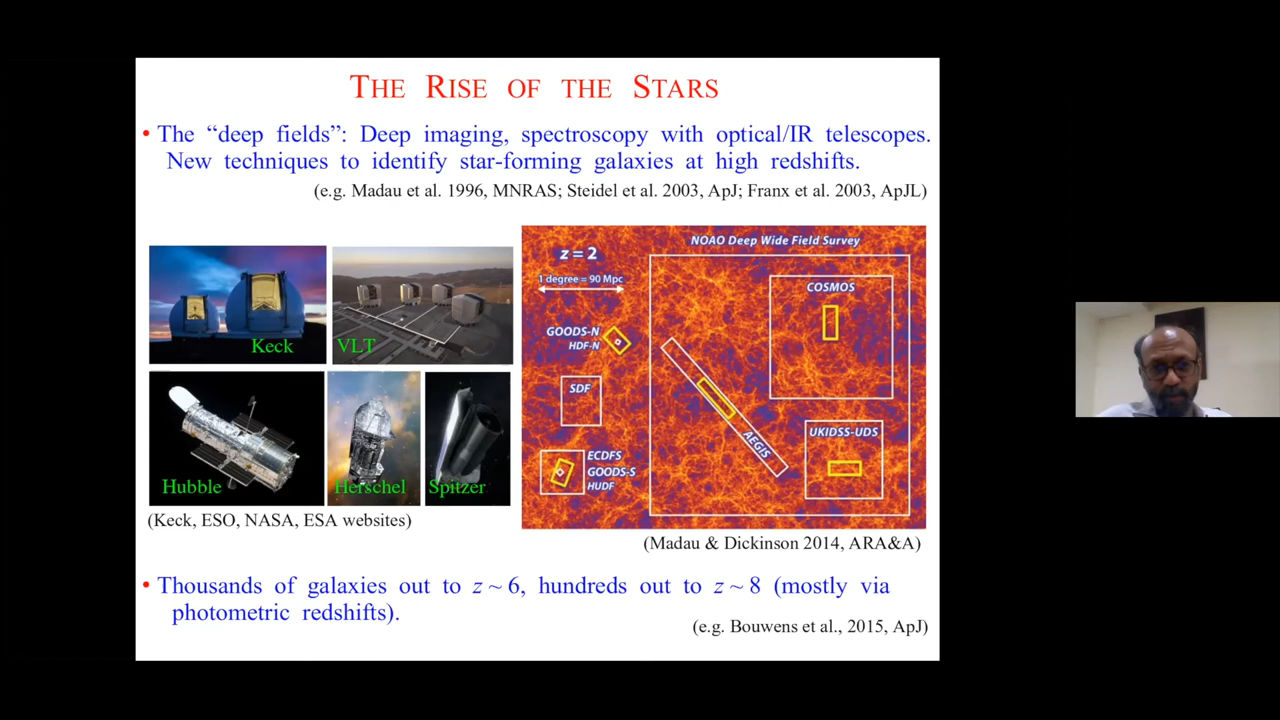 THE RISE OF THE STARS
• The “deep fields”: Deep imaging, spectroscopy with optical/IR telescopes.
New techniques to identify star-forming galaxies at high redshifts.
(e.g. Madau et al. 1996, MNRAS; Steidel et al. 2003, ApJ; Franx et al. 2003, ApJL)
Keck
VLT
Hubble
Herschel
Spitzer
(Keck, ESO, NASA, ESA websites)
NOAO Deep Wide Field Survey
z = 2
1 degree = 90 Mpc
COSMOS
GOODS-N
HDF-N
SDF
AEGIS
UKIDSS-UDS
ECDFS
GOODS-S
HUDF
(Madau & Dickinson 2014, ARA&A)
• Thousands of galaxies out to z ~ 6, hundreds out to z ~ 8 (mostly via
photometric redshifts).
(e.g. Bouwens et al., 2015, ApJ)